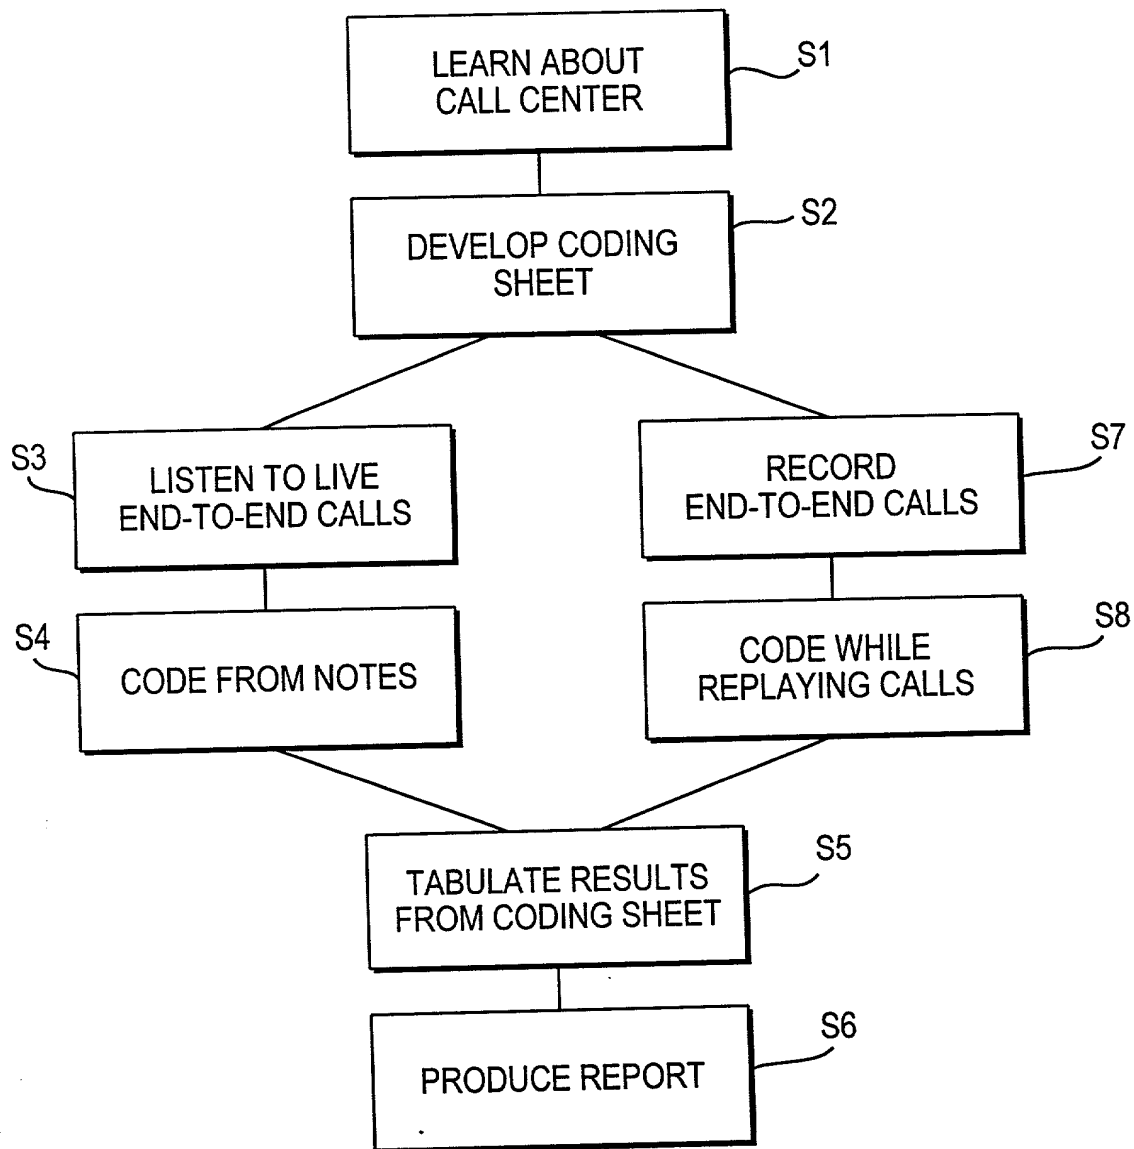 LEARN ABOUT
CALL CENTER
S1
DEVELOP CODING
SHEET
S2
S3
LISTEN TO LIVE
END-TO-END CALLS
RECORD
END-TO-END CALLS
S7
S4
CODE FROM NOTES
CODE WHILE
REPLAYING CALLS
S8
TABULATE RESULTS
FROM CODING SHEET
S5
PRODUCE REPORT
S6